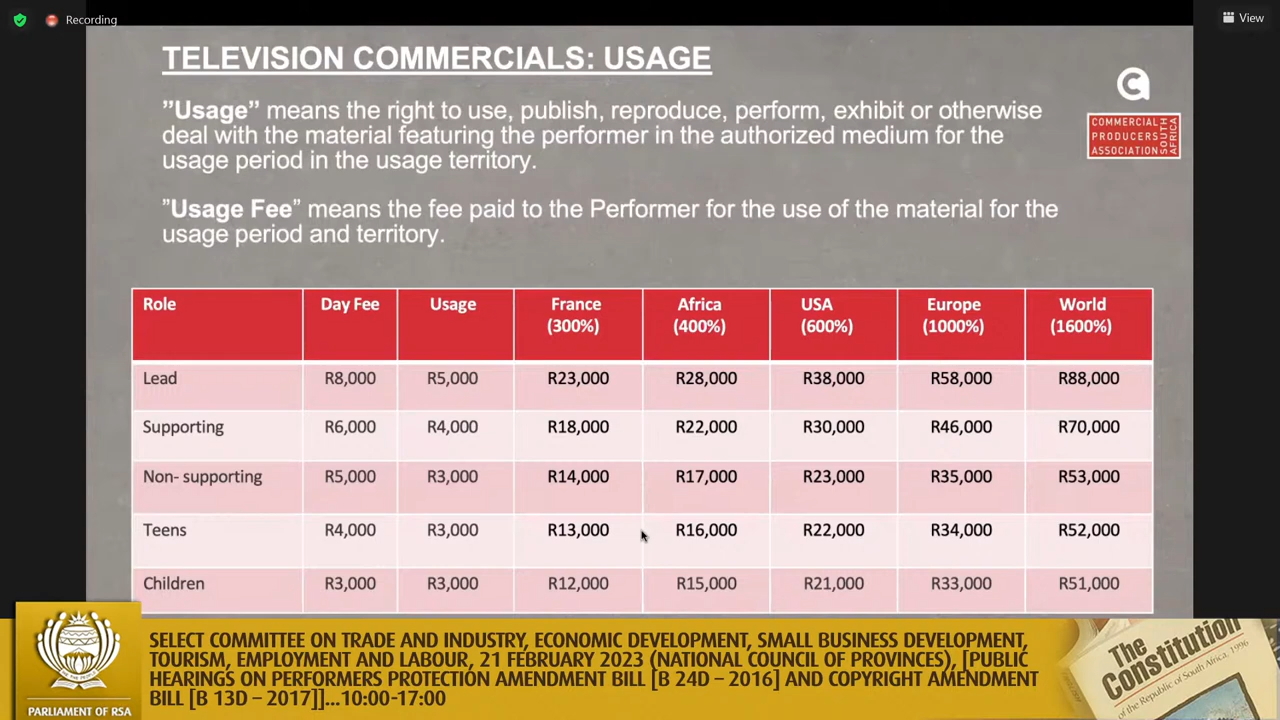 Recording
View
TELEVISION COMMERCIALS: USAGE
”Usage” means the right to use, publish, reproduce, perform, exhibit or otherwise
deal with the material featuring the performer in the authorized medium for the
usage period in the usage territory.
”Usage Fee” means the fee paid to the Performer for the use of the material for the
usage period and territory.
COMMERCIAL
PRODUCERS
ASSOCIATION
SOUTH
AFRICA
Role Day Fee Usage France (300%) Africa (400%) USA (600%) Europe (1000%) World (1600%)
Lead R8,000 R5,000 R23,000 R28,000 R38,000 R58,000 R88,000
Supporting R6,000 R4,000 R18,000 R22,000 R30,000 R46,000 R70,000
Non- supporting R5,000 R3,000 R14,000 R17,000 R23,000 R35,000 R53,000
Teens R4,000 R3,000 R13,000 R16,000 R22,000 R34,000 R52,000
Children R3,000 R3,000 R12,000 R15,000 R21,000 R33,000 R51,000
PARLIAMENT OF RSA
SELECT COMMITTEE ON TRADE AND INDUSTRY, ECONOMIC DEVELOPMENT, SMALL BUSINESS DEVELOPMENT,
TOURISM, EMPLOYMENT AND LABOUR, 21 FEBRUARY 2023 (NATIONAL COUNCIL OF PROVINCES), [PUBLIC
HEARINGS ON PERFORMERS PROTECTION AMENDMENT BILL [B 24D – 2016] AND COPYRIGHT AMENDMENT
BILL [B 13D – 2017]]...10:00-17:00
The
Constitution
of the Republic of South Africa, 1996